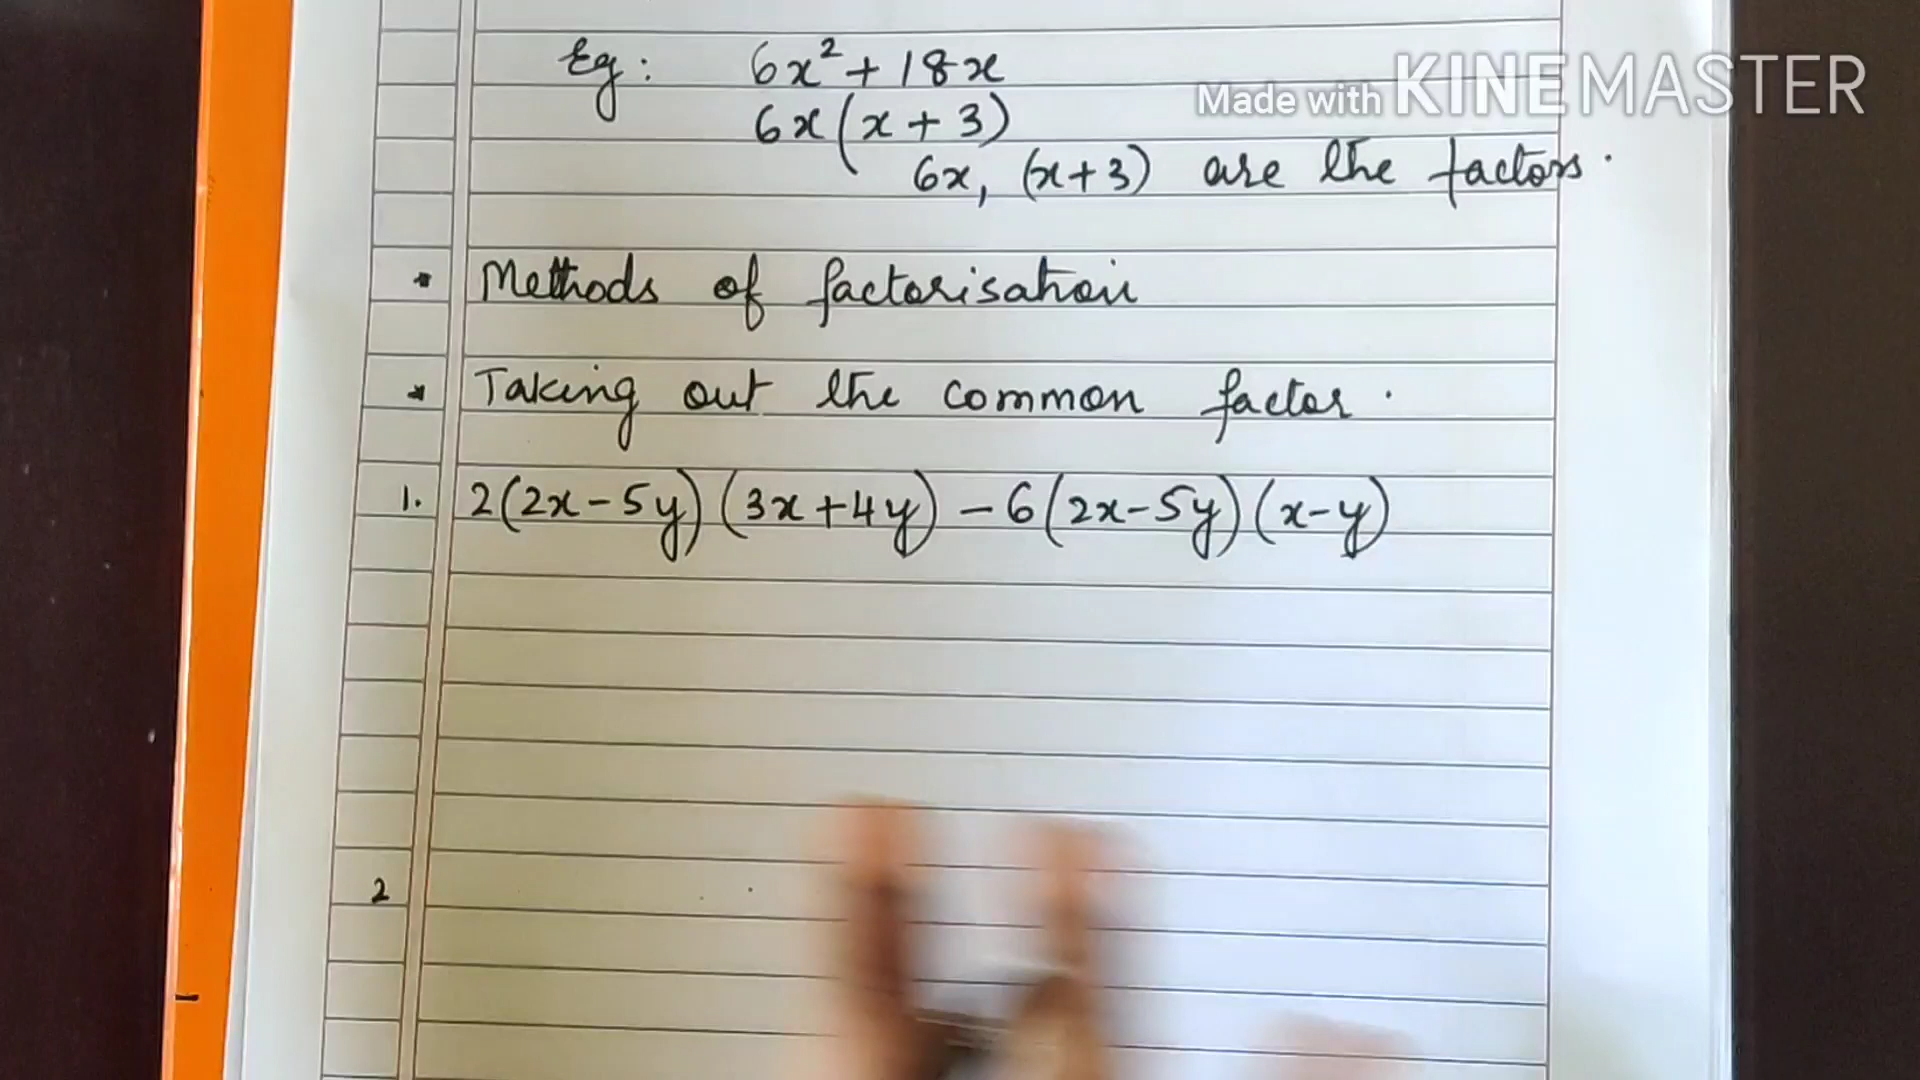 Eg: 6x² + 18x
Made with KINEMASTER
6x(x + 3)
6x, (x+3) are the factors.
* Methods of factorisation
* Taking out the common factor.
1. 2(2x - 5y)(3x + 4y) - 6(2x - 5y)(x - y)
2